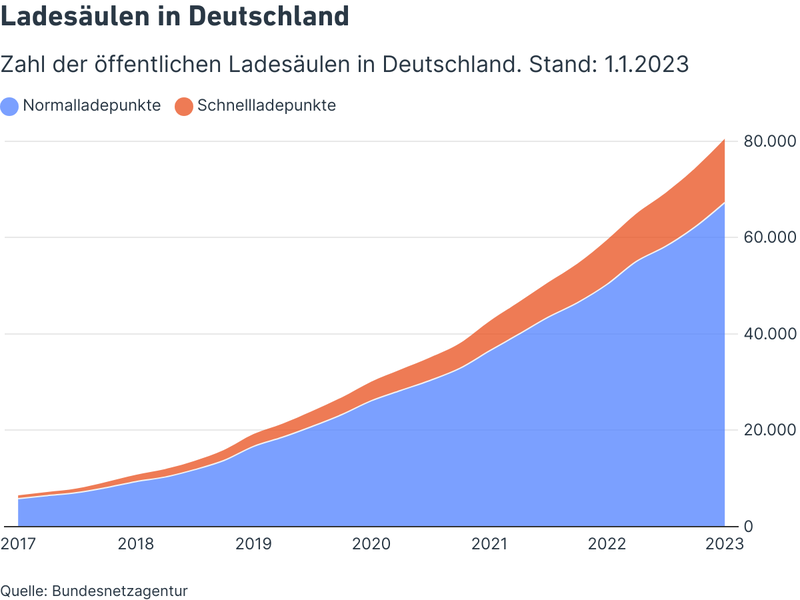 Ladesäulen in Deutschland
Zahl der öffentlichen Ladesäulen in Deutschland. Stand: 1.1.2023
Normalladepunkte Schnellladepunkte
80.000
60.000
40.000
20.000
0
2017 2018 2019 2020 2021 2022 2023
Quelle: Bundesnetzagentur